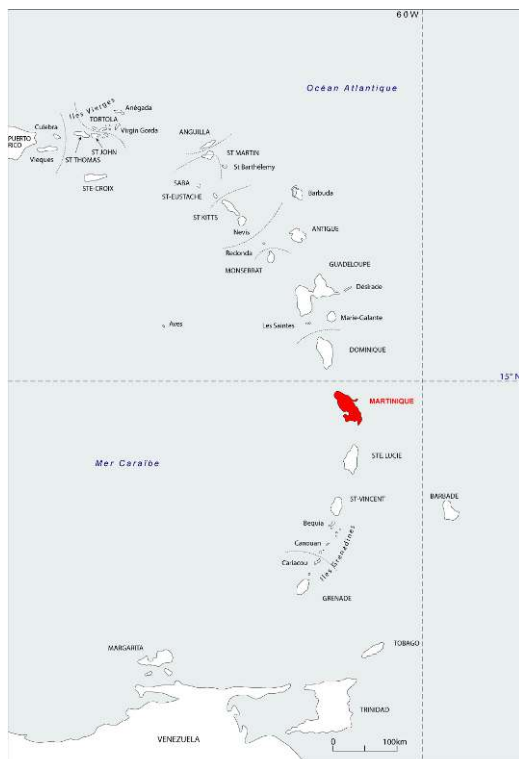 60W
Océan Atlantique
Iles Vierges
Anégada
TORTOLA
Culebra
Virgin Gorda
PUERTO
RICO
ANGUILLA
ST JOHN
ST MARTIN
Vieques
ST THOMAS
St Barthélemy
STE-CROIX
SABA
ST-EUSTACHE
Barbuda
ST KITTS
Nevis
ANTIGUE
Redonda
MONSERRAT
GUADELOUPE
Désirade
Marie-Galante
Aves
Les Saintes
DOMINIQUE
15°N
MARTINIQUE
STE. LUCIE
Mer Caraïbe
ST-VINCENT
BARBADE
Bequia
Canouan
Iles Grenadines
Cariacou
GRENADE
MARGARITA
TOBAGO
TRINIDAD
VENEZUELA
0
100km